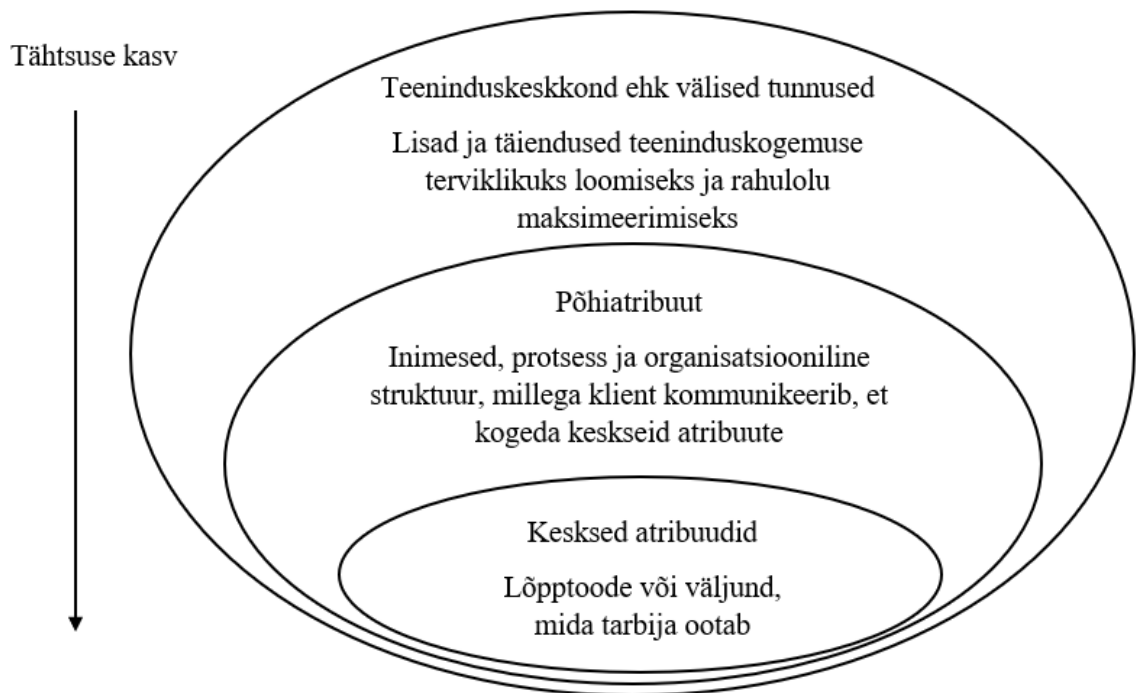 Tähtsuse kasv
Teeninduskeskkond ehk välised tunnused
Lisad ja täiendused teeninduskogemuse
terviklikuks loomiseks ja rahulolu
maksimeerimiseks
Põhiatribuut
Inimesed, protsess ja organisatsiooniline
struktuur, millega klient kommunikeerib, et
kogeda keskseid atribuute
Kesksed atribuudid
Lõpptoode või väljund,
mida tarbija ootab